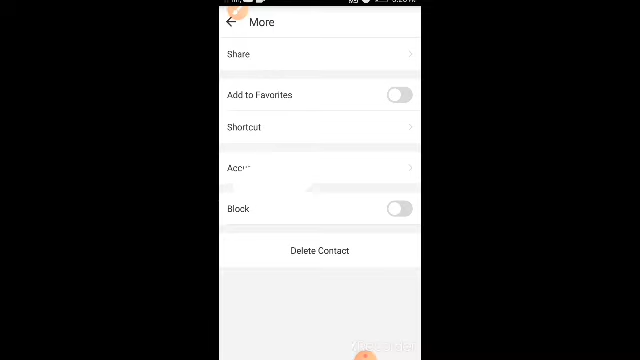 More
Share
Add to Favorites
Shortcut
Block
Delete Contact